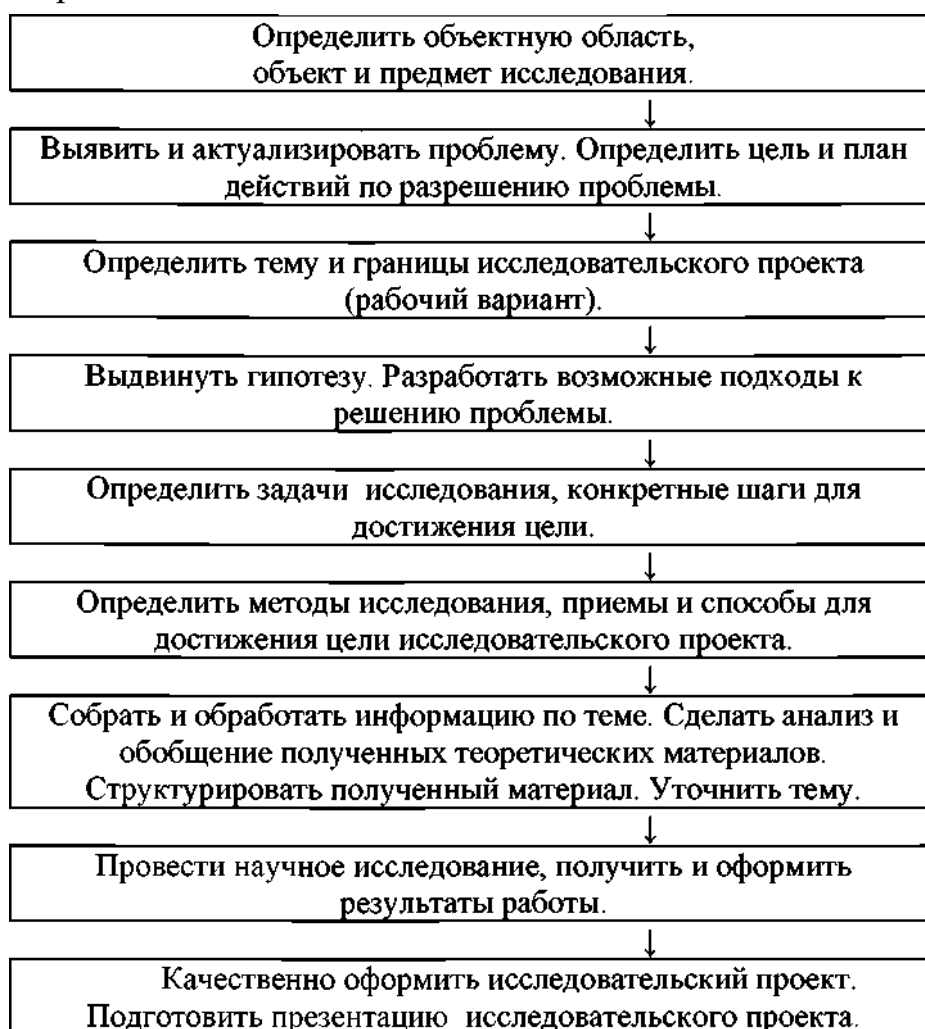 Определить объектную область,
объект и предмет исследования.
↓
Выявить и актуализировать проблему. Определить цель и план
действий по разрешению проблемы.
↓
Определить тему и границы исследовательского проекта
(рабочий вариант).
↓
Выдвинуть гипотезу. Разработать возможные подходы к
решению проблемы.
↓
Определить задачи исследования, конкретные шаги для
достижения цели.
↓
Определить методы исследования, приемы и способы для
достижения цели исследовательского проекта.
↓
Собрать и обработать информацию по теме. Сделать анализ и
обобщение полученных теоретических материалов.
Структурировать полученный материал. Уточнить тему.
↓
Провести научное исследование, получить и оформить
результаты работы.
↓
Качественно оформить исследовательский проект.
Подготовить презентацию исследовательского проекта.